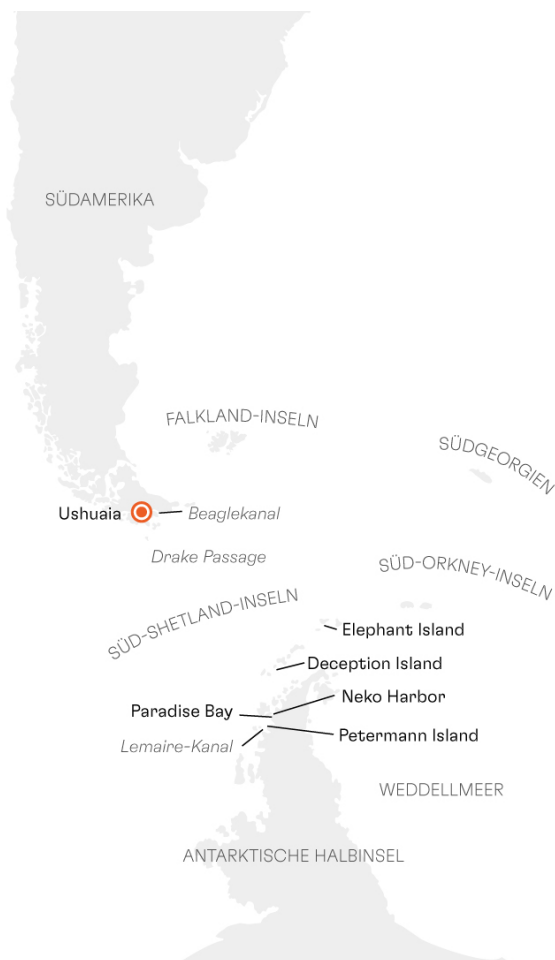 SÜDAMERIKA
FALKLAND-INSELN
SÜDGEORGIEN
Ushuaia
Beaglekanal
Drake Passage
SÜD-ORKNEY-INSELN
SÜD-SHETLAND-INSELN
Elephant Island
Deception Island
Neko Harbor
Paradise Bay
Petermann Island
Lemaire-Kanal
WEDDELLMEER
ANTARKTISCHE HALBINSEL